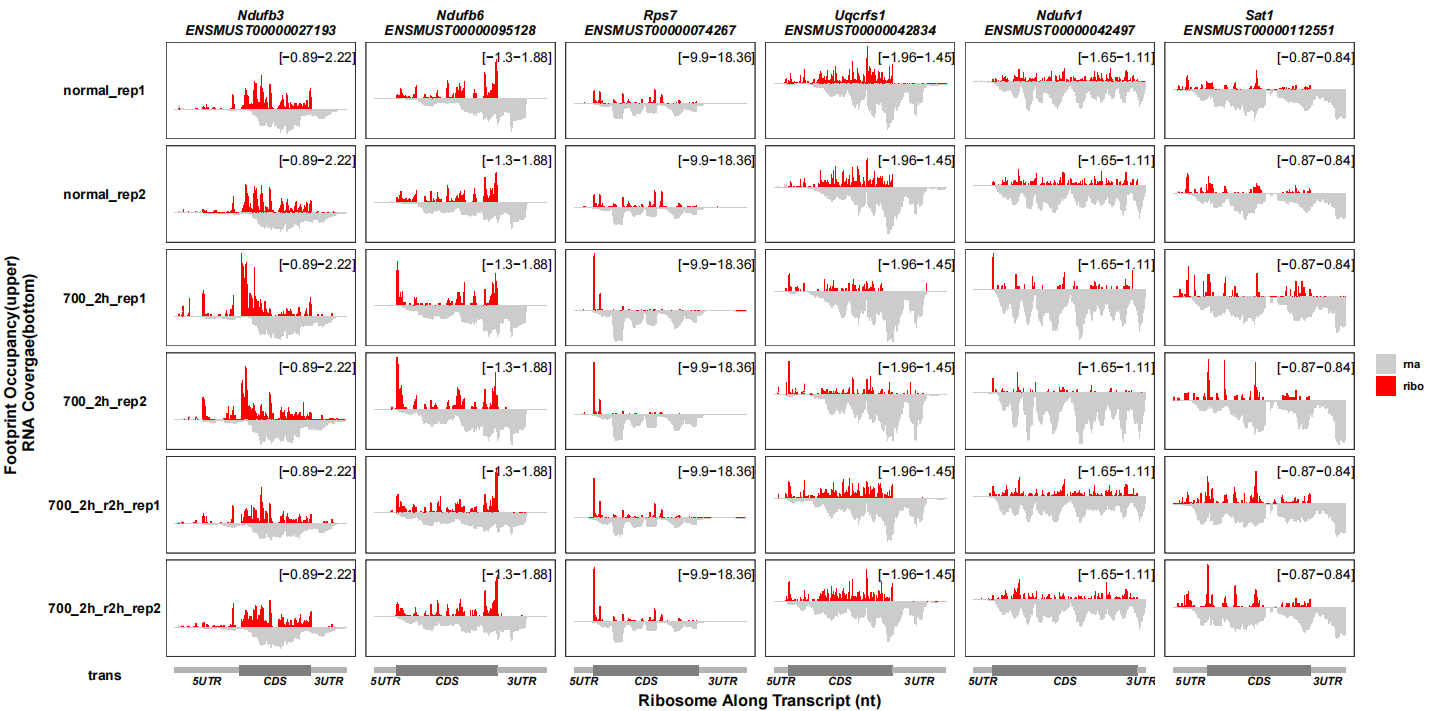 Ndufb3 Ndufb6 Rps7 Uqcrfs1 Ndufv1 Sat1
ENSMUST00000027193 ENSMUST00000095128 ENSMUST00000074267 ENSMUST00000042834 ENSMUST00000042497 ENSMUST00000112551
normal_rep1 [−0.89−2.22] [−1.3−1.88] [−9.9−18.36] [−1.96−1.45] [−1.65−1.11] [−0.87−0.84]
normal_rep2 [−0.89−2.22] [−1.3−1.88] [−9.9−18.36] [−1.96−1.45] [−1.65−1.11] [−0.87−0.84]
700_2h_rep1 [−0.89−2.22] [−1.3−1.88] [−9.9−18.36] [−1.96−1.45] [−1.65−1.11] [−0.87−0.84]
700_2h_rep2 [−0.89−2.22] [−1.3−1.88] [−9.9−18.36] [−1.96−1.45] [−1.65−1.11] [−0.87−0.84]
700_2h_r2h_rep1 [−0.89−2.22] [−1.3−1.88] [−9.9−18.36] [−1.96−1.45] [−1.65−1.11] [−0.87−0.84]
700_2h_r2h_rep2 [−0.89−2.22] [−1.3−1.88] [−9.9−18.36] [−1.96−1.45] [−1.65−1.11] [−0.87−0.84]
trans
5UTR CDS 3UTR 5UTR CDS 3UTR 5UTR CDS 3UTR 5UTR CDS 3UTR 5UTR CDS 3UTR 5UTR CDS 3UTR
Ribosome Along Transcript (nt)
Footprint Occupancy(upper)
RNA Covergae(bottom)
rna
ribo